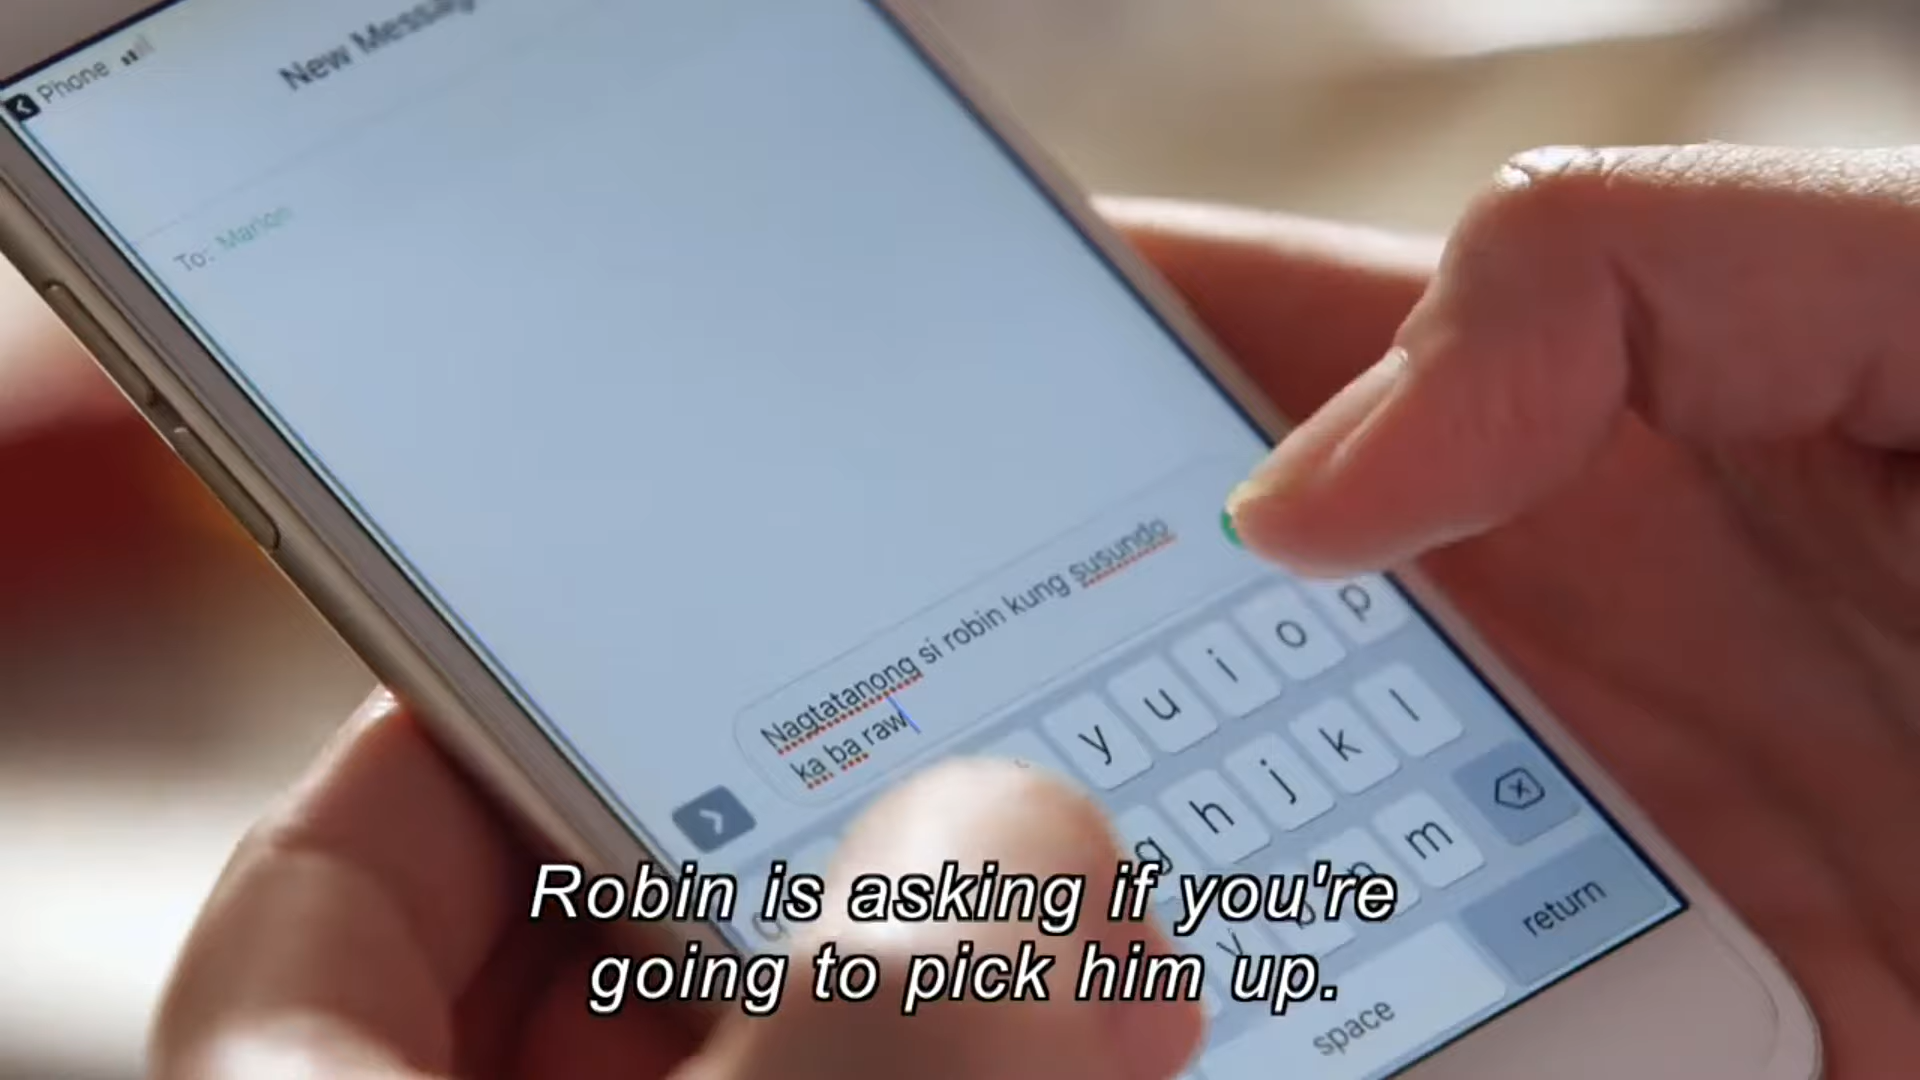 Phone
New Message
To: Marion
Nagtatanong si robin kung susundo
ka ba raw
y u i o p
g h j k l
v b n m
space
return
Robin is asking if you're
going to pick him up.